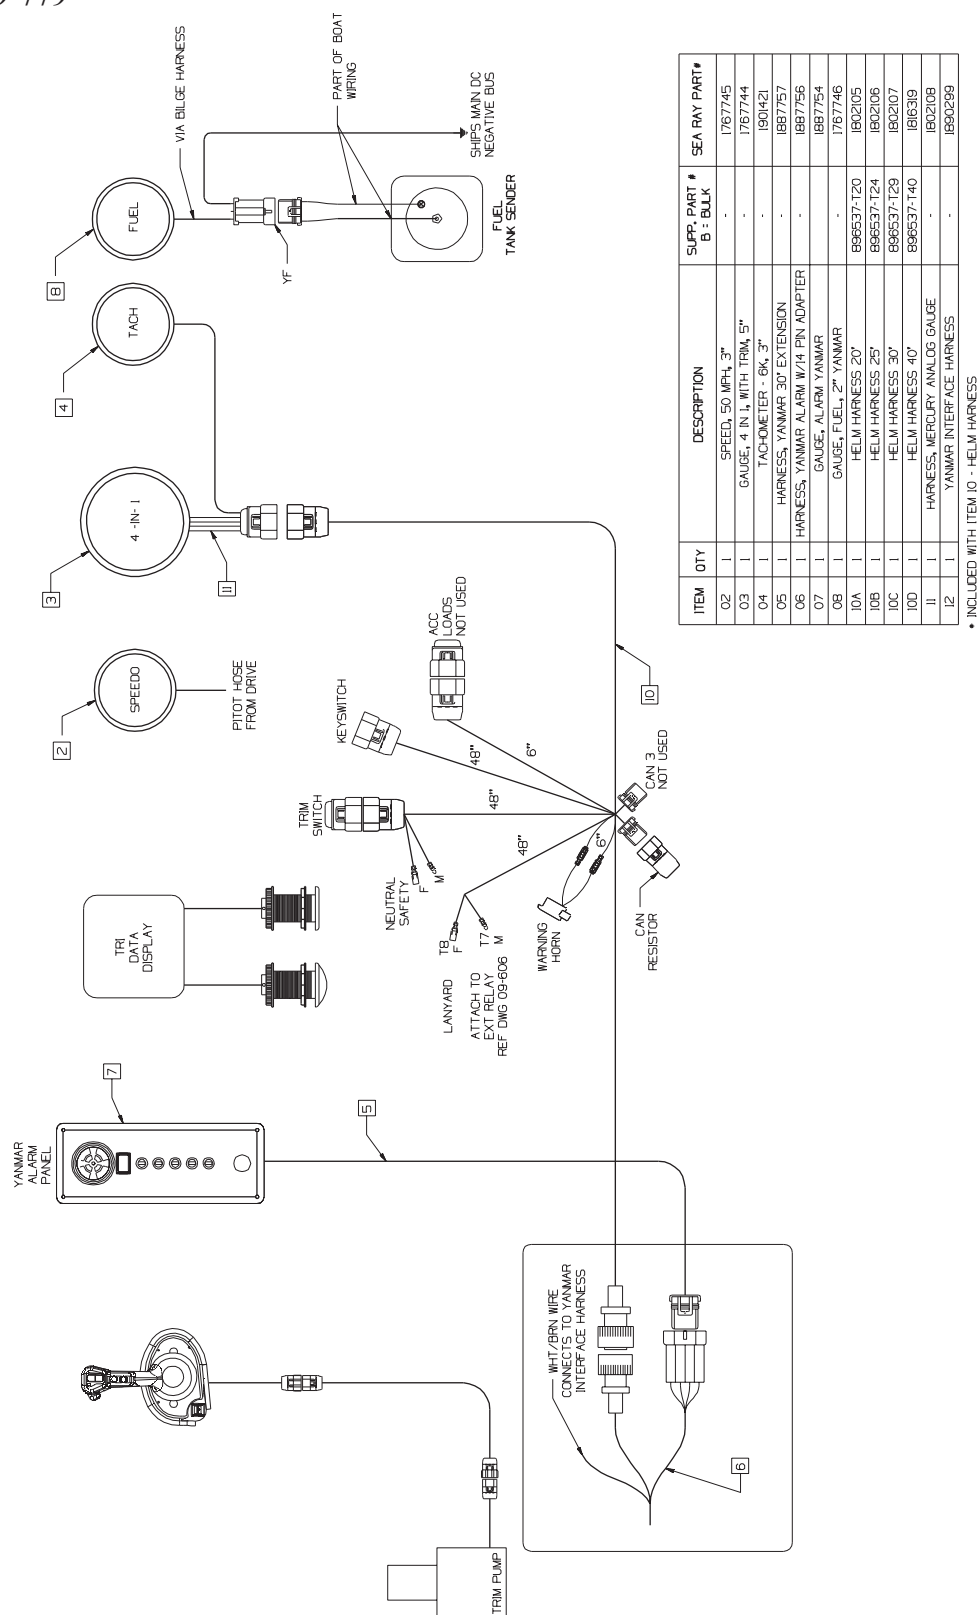 YANMAR
ALARM
PANEL
7
5
TRIM PUMP
WHT/BRN WIRE
CONNECTS TO YANMAR
INTERFACE HARNESS
6
TRI
DATA
DISPLAY
SPEEDO
2
PITOT HOSE
FROM DRIVE
4 -IN- 1
3
11
TACH
4
FUEL
8
VIA BILGE HARNESS
YF
PART OF BOAT
WIRING
SHIPS MAIN DC
NEGATIVE BUS
FUEL
TANK SENDER
LANYARD
T8
F
T7
M
ATTACH TO
EXT RELAY
REF DWG 09-606
NEUTRAL
SAFETY
F
M
TRIM
SWITCH
KEYSWITCH
ACC
LOADS
NOT USED
48"
48"
48"
6"
6"
WARNING
HORN
CAN
RESISTOR
CAN 3
NOT USED
10
ITEM QTY DESCRIPTION SUPP. PART # B = BULK SEA RAY PART#
02 1 SPEED, 50 MPH, 3" - 1767745
03 1 GAUGE, 4 IN 1, WITH TRIM, 5" - 1767744
04 1 TACHOMETER - 6K, 3" - 1901421
05 1 HARNESS, YANMAR 30' EXTENSION - 1887757
06 1 HARNESS, YANMAR ALARM W/14 PIN ADAPTER - 1887756
07 1 GAUGE, ALARM YANMAR - 1887754
08 1 GAUGE, FUEL, 2" YANMAR - 1767746
10A 1 HELM HARNESS 20' 896537-T20 1802105
10B 1 HELM HARNESS 25' 896537-T24 1802106
10C 1 HELM HARNESS 30' 896537-T29 1802107
10D 1 HELM HARNESS 40' 896537-T40 1816319
11 1 HARNESS, MERCURY ANALOG GAUGE - 1802108
12 1 YANMAR INTERFACE HARNESS - 1890299
* INCLUDED WITH ITEM 10 - HELM HARNESS